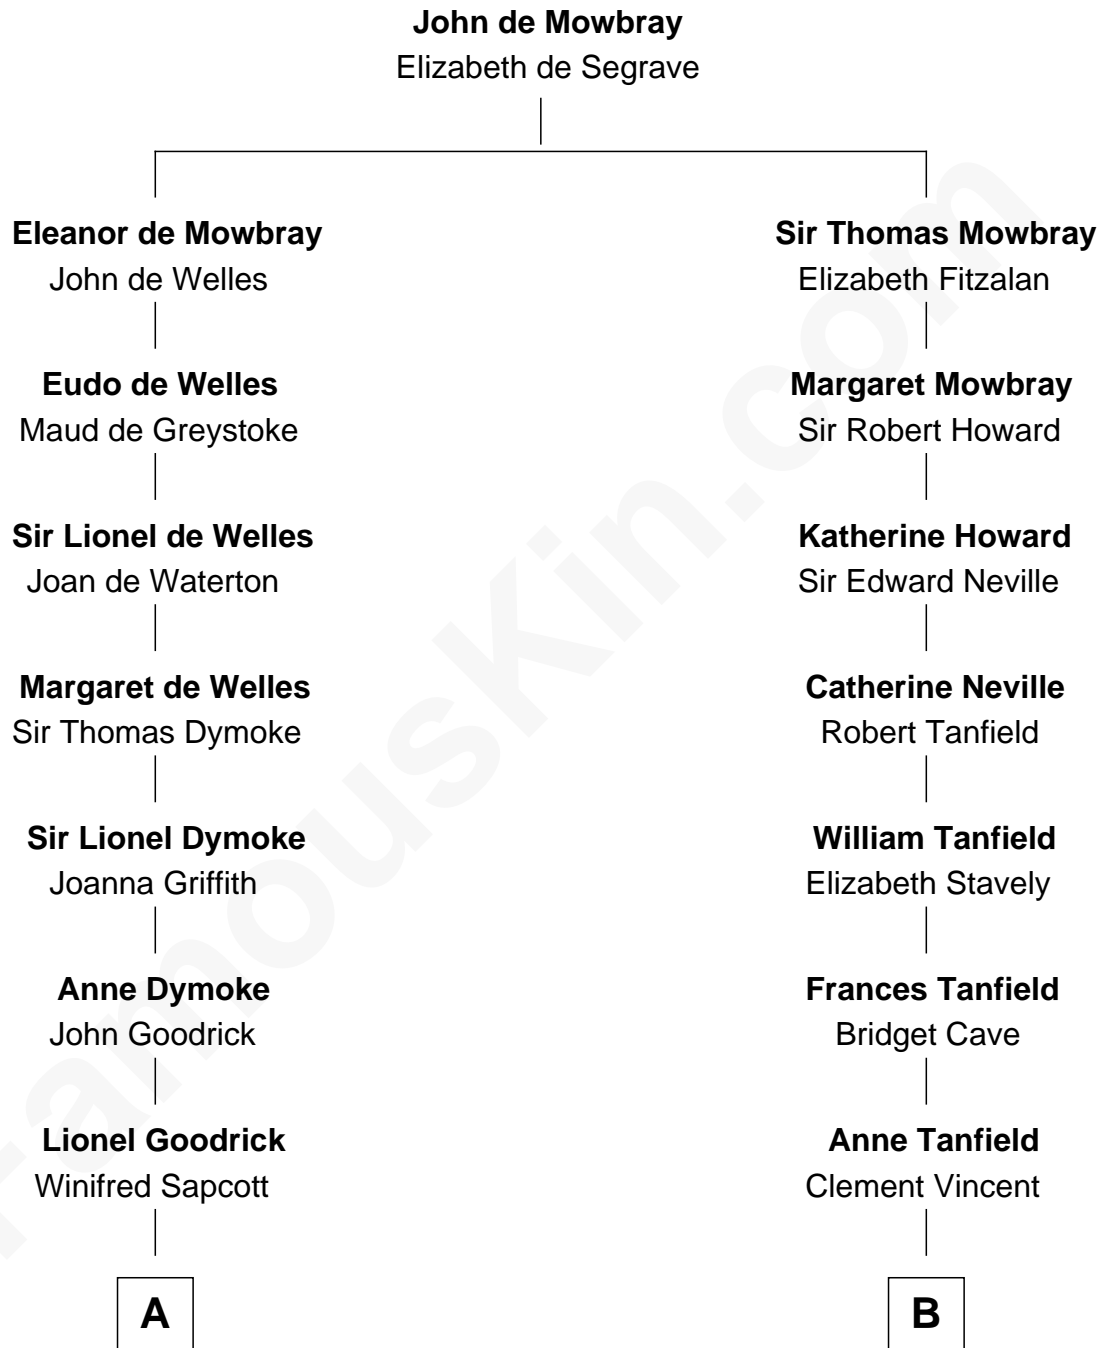 John de Mowbray
Elizabeth de Segrave
Eleanor de Mowbray
John de Welles
Sir Thomas Mowbray
Elizabeth Fitzalan
Eudo de Welles
Maud de Greystoke
Margaret Mowbray
Sir Robert Howard
Sir Lionel de Welles
Joan de Waterton
Katherine Howard
Sir Edward Neville
Margaret de Welles
Sir Thomas Dymoke
Catherine Neville
Robert Tanfield
Sir Lionel Dymoke
Joanna Griffith
William Tanfield
Elizabeth Stavely
Anne Dymoke
John Goodrick
Frances Tanfield
Bridget Cave
Lionel Goodrick
Winifred Sapcott
Anne Tanfield
Clement Vincent
A
B
FamousKin.com